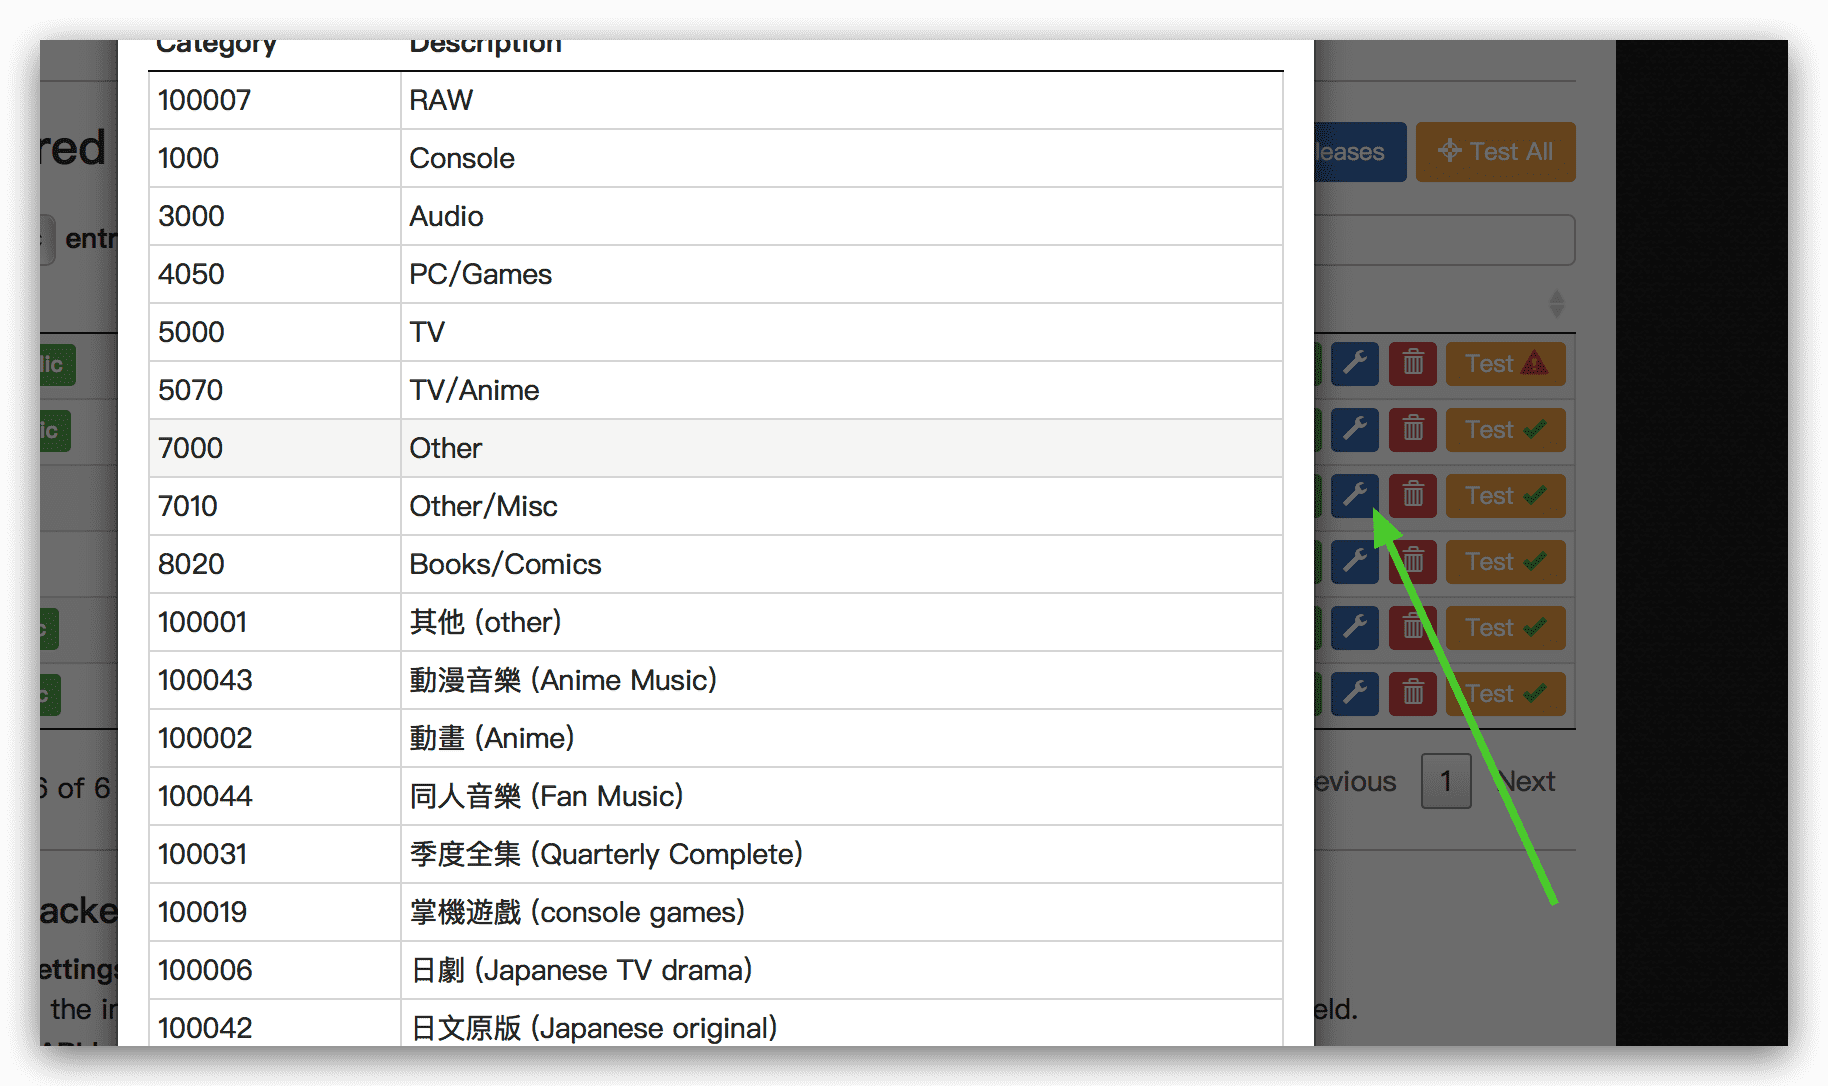 Category Description
100007 RAW
1000 Console
3000 Audio
4050 PC/Games
5000 TV
5070 TV/Anime
7000 Other
7010 Other/Misc
8020 Books/Comics
100001 其他 (other)
100043 動漫音樂 (Anime Music)
100002 動畫 (Anime)
100044 同人音樂 (Fan Music)
100031 季度全集 (Quarterly Complete)
100019 掌機遊戲 (console games)
100006 日劇 (Japanese TV drama)
100042 日文原版 (Japanese original)
red
entr
lic
ic
c
c
6 of 6
acke
ettings
the in
leases Test All
Test
Test
Test
Test
Test
Test
evious 1 Next
eld.